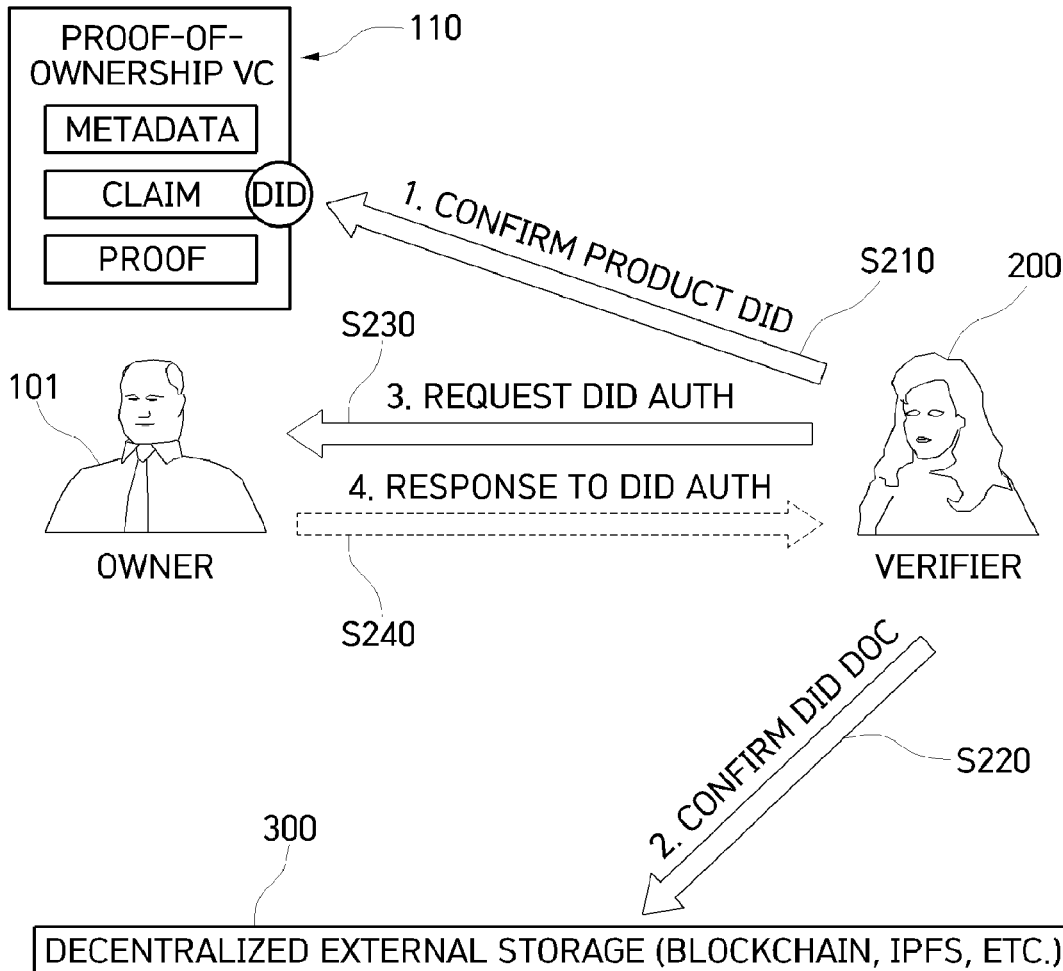 PROOF-OF-
OWNERSHIP VC
110
METADATA
CLAIM
DID
PROOF
1. CONFIRM PRODUCT DID
S210
200
S230
101
3. REQUEST DID AUTH
4. RESPONSE TO DID AUTH
OWNER
VERIFIER
S240
2. CONFIRM DID DOC
S220
300
DECENTRALIZED EXTERNAL STORAGE (BLOCKCHAIN, IPFS, ETC.)